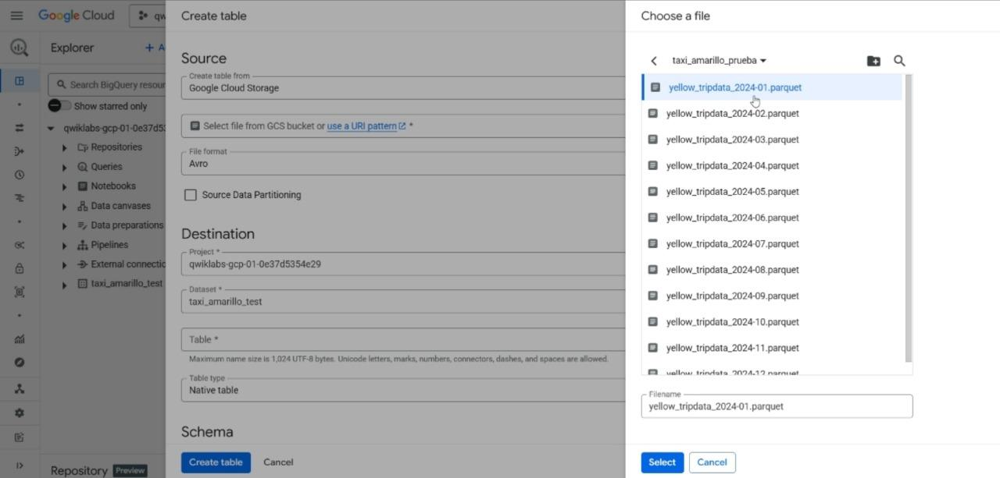 Google Cloud
qw
Explorer
+ A
Search BigQuery resour
Show starred only
qwiklabs-gcp-01-0e37d53
Repositories
Queries
Notebooks
Data canvases
Data preparations
Pipelines
External connectio
taxi_amarillo_test
Repository Preview
Create table
Source
Create table from
Google Cloud Storage
Select file from GCS bucket or use a URI pattern *
File format
Avro
Source Data Partitioning
Destination
Project *
qwiklabs-gcp-01-0e37d5354e29
Dataset *
taxi_amarillo_test
Table *
Maximum name size is 1,024 UTF-8 bytes. Unicode letters, marks, numbers, connectors, dashes, and spaces are allowed.
Table type
Native table
Schema
Create table Cancel
Choose a file
taxi_amarillo_prueba
yellow_tripdata_2024-01.parquet
yellow_tripdata_2024-02.parquet
yellow_tripdata_2024-03.parquet
yellow_tripdata_2024-04.parquet
yellow_tripdata_2024-05.parquet
yellow_tripdata_2024-06.parquet
yellow_tripdata_2024-07.parquet
yellow_tripdata_2024-08.parquet
yellow_tripdata_2024-09.parquet
yellow_tripdata_2024-10.parquet
yellow_tripdata_2024-11.parquet
yellow_tripdata_2024-12.parquet
Filename
yellow_tripdata_2024-01.parquet
Select Cancel